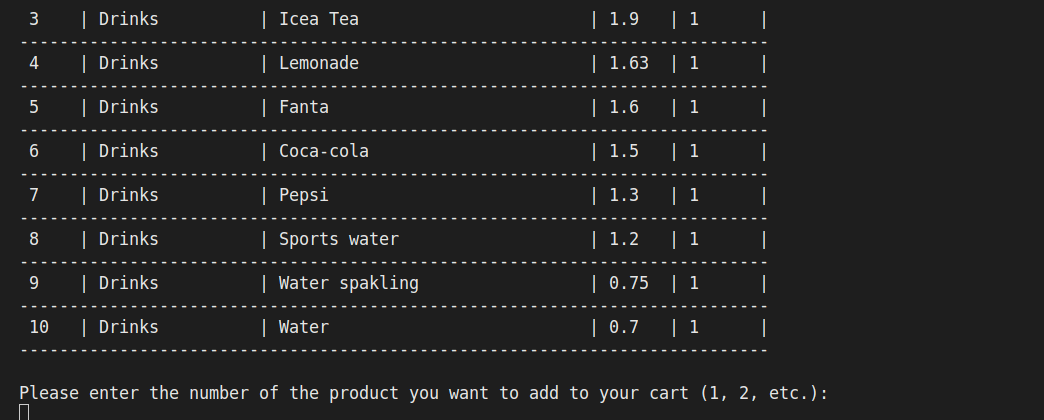 3    | Drinks          | Icea Tea                       | 1.9   | 1      |
---------------------------------------------------------------------------
4    | Drinks          | Lemonade                       | 1.63  | 1      |
---------------------------------------------------------------------------
5    | Drinks          | Fanta                          | 1.6   | 1      |
---------------------------------------------------------------------------
6    | Drinks          | Coca-cola                      | 1.5   | 1      |
---------------------------------------------------------------------------
7    | Drinks          | Pepsi                          | 1.3   | 1      |
---------------------------------------------------------------------------
8    | Drinks          | Sports water                   | 1.2   | 1      |
---------------------------------------------------------------------------
9    | Drinks          | Water spakling                 | 0.75  | 1      |
---------------------------------------------------------------------------
10   | Drinks          | Water                          | 0.7   | 1      |
---------------------------------------------------------------------------
Please enter the number of the product you want to add to your cart (1, 2, etc.):